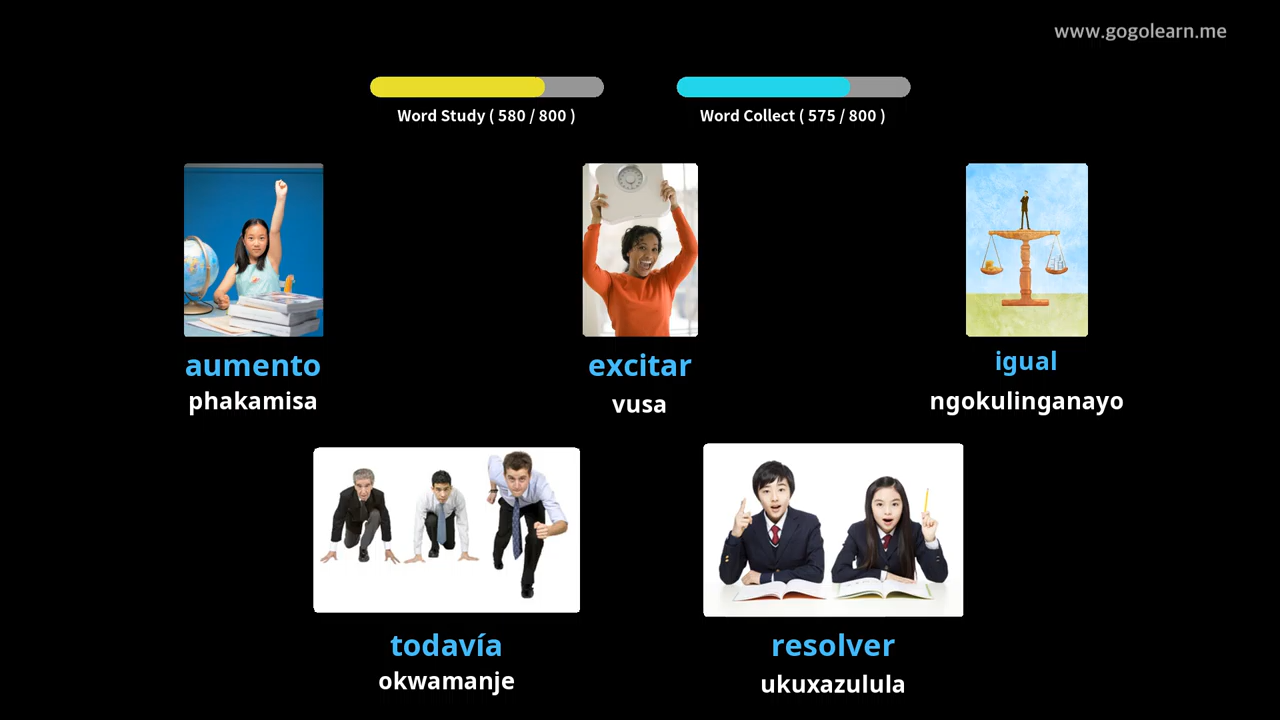 www.gogolearn.me
Word Study ( 580 / 800 )
Word Collect ( 575 / 800 )
aumento
phakamisa
excitar
vusa
igual
ngokulinganayo
todavía
okwamanje
resolver
ukuxazulula